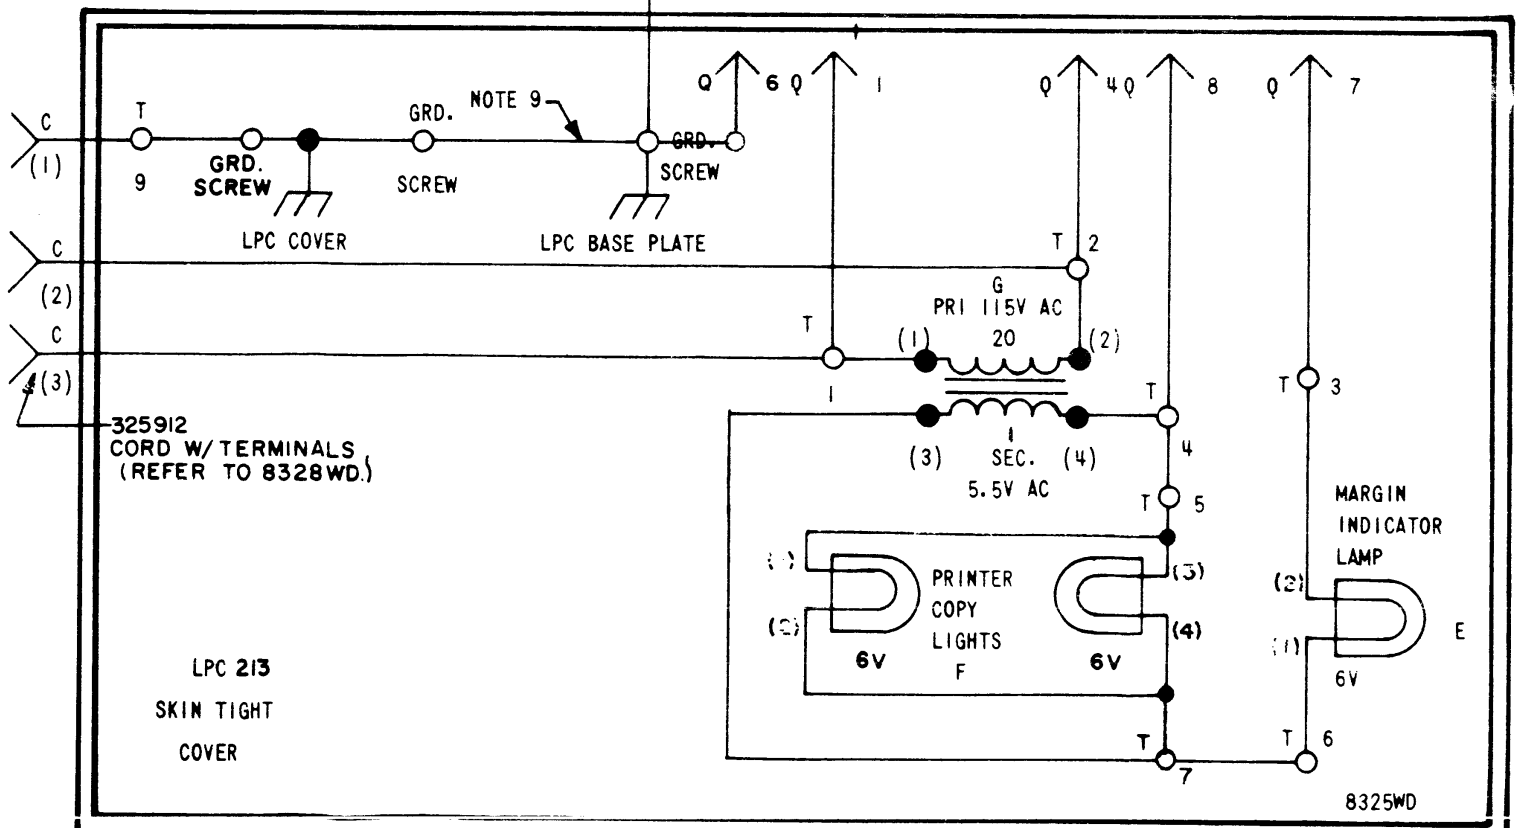 Q 6 Q 1 Q 4 Q 8 Q 7
C T GRD. NOTE 9
(1) 9 GRD. SCREW GRD.
SCREW SCREW
LPC COVER LPC BASE PLATE
C T 2
(2) G
PRI 115V AC
C T (1) 20 (2)
(3) 1 T T 3
325912
CORD W/ TERMINALS
(REFER TO 8328WD.)
(3) SEC. (4) 4
5.5V AC
T 5 MARGIN
INDICATOR
LAMP
PRINTER (3) (2)
COPY
(2) LIGHTS (4) (1) E
6V F 6V 6V
LPC 213
SKIN TIGHT
COVER
T 7 T 6
8325WD